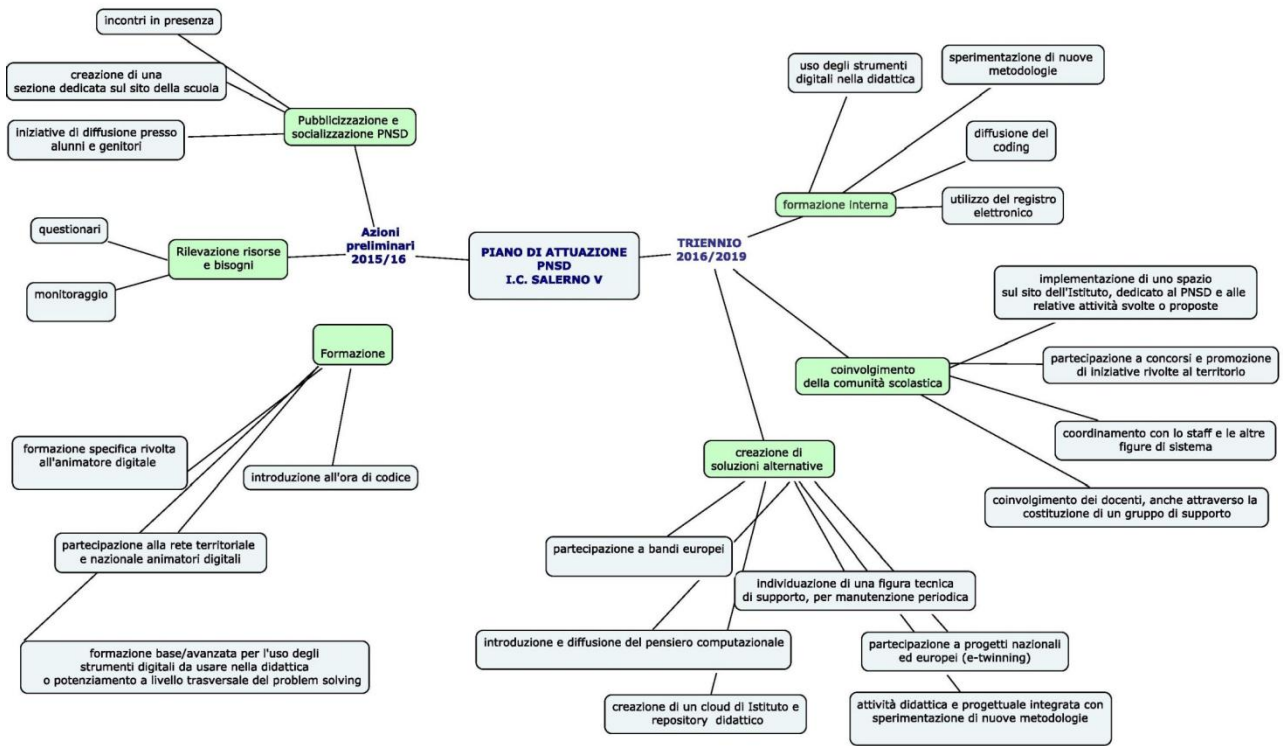 incontri in presenza
creazione di una
sezione dedicata sul sito della scuola
iniziative di diffusione presso
alunni e genitori
Pubblicizzazione e
socializzazione PNSD
questionari
monitoraggio
Rilevazione risorse
e bisogni
Azioni
preliminari
2015/16
PIANO DI ATTUAZIONE
PNSD
I.C. SALERNO V
TRIENNIO
2016/2019
uso degli strumenti
digitali nella didattica
sperimentazione di nuove
metodologie
diffusione del
coding
utilizzo del registro
elettronico
formazione interna
implementazione di uno spazio
sul sito dell'Istituto, dedicato al PNSD e alle
relative attività svolte o proposte
partecipazione a concorsi e promozione
di iniziative rivolte al territorio
coinvolgimento
della comunità scolastica
coordinamento con lo staff e le altre
figure di sistema
coinvolgimento dei docenti, anche attraverso la
costituzione di un gruppo di supporto
Formazione
formazione specifica rivolta
all'animatore digitale
introduzione all'ora di codice
partecipazione alla rete territoriale
e nazionale animatori digitali
formazione base/avanzata per l'uso degli
strumenti digitali da usare nella didattica
o potenziamento a livello trasversale del problem solving
creazione di
soluzioni alternative
partecipazione a bandi europei
individuazione di una figura tecnica
di supporto, per manutenzione periodica
introduzione e diffusione del pensiero computazionale
partecipazione a progetti nazionali
ed europei (e-twinning)
creazione di un cloud di Istituto e
repository didattico
attività didattica e progettuale integrata con
sperimentazione di nuove metodologie